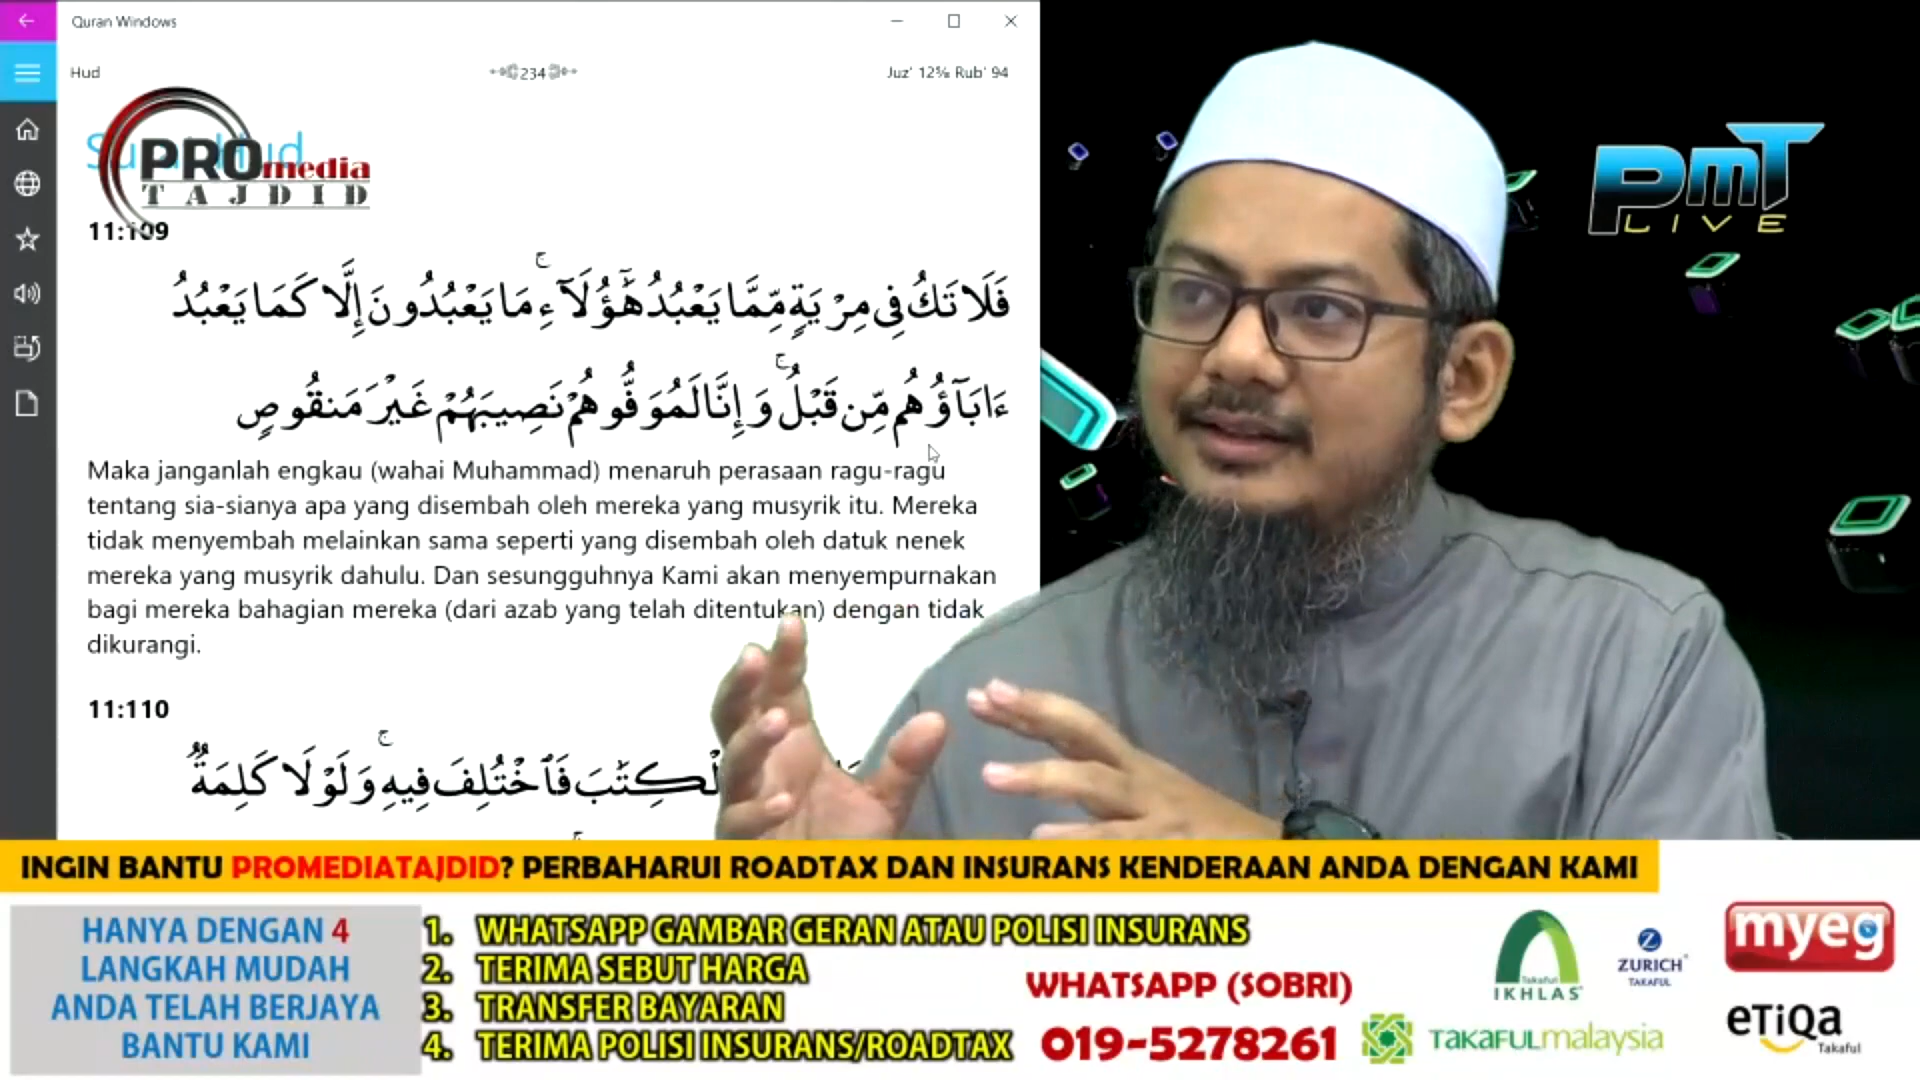 Quran Windows
Hud
234
Juz' 12⅝ Rub' 94
PROmedia
TAJDID
PMT
LIVE
11:109
فَلَا تَكُ فِى مِرْيَةٍ مِّمَّا يَعْبُدُ هَٰٓؤُلَآءِ ۚ مَا يَعْبُدُونَ إِلَّا كَمَا يَعْبُدُ
ءَابَآؤُهُم مِّن قَبْلُ ۚ وَإِنَّا لَمُوَفُّوهُمْ نَصِيبَهُمْ غَيْرَ مَنقُوصٍ
Maka janganlah engkau (wahai Muhammad) menaruh perasaan ragu-ragu
tentang sia-sianya apa yang disembah oleh mereka yang musyrik itu. Mereka
tidak menyembah melainkan sama seperti yang disembah oleh datuk nenek
mereka yang musyrik dahulu. Dan sesungguhnya Kami akan menyempurnakan
bagi mereka bahagian mereka (dari azab yang telah ditentukan) dengan tidak
dikurangi.
11:110
ٱلْكِتَٰبَ فَٱخْتُلِفَ فِيهِ ۚ وَلَوْلَا كَلِمَةٌ
INGIN BANTU PROMEDIATAJDID? PERBAHARUI ROADTAX DAN INSURANS KENDERAAN ANDA DENGAN KAMI
HANYA DENGAN 4
LANGKAH MUDAH
ANDA TELAH BERJAYA
BANTU KAMI
1. WHATSAPP GAMBAR GERAN ATAU POLISI INSURANS
2. TERIMA SEBUT HARGA
3. TRANSFER BAYARAN
4. TERIMA POLISI INSURANS/ROADTAX
WHATSAPP (SOBRI)
019-5278261
Takaful
IKHLAS
ZURICH
TAKAFUL
myeg
TAKAFULmalaysia
eTiQa
Takaful